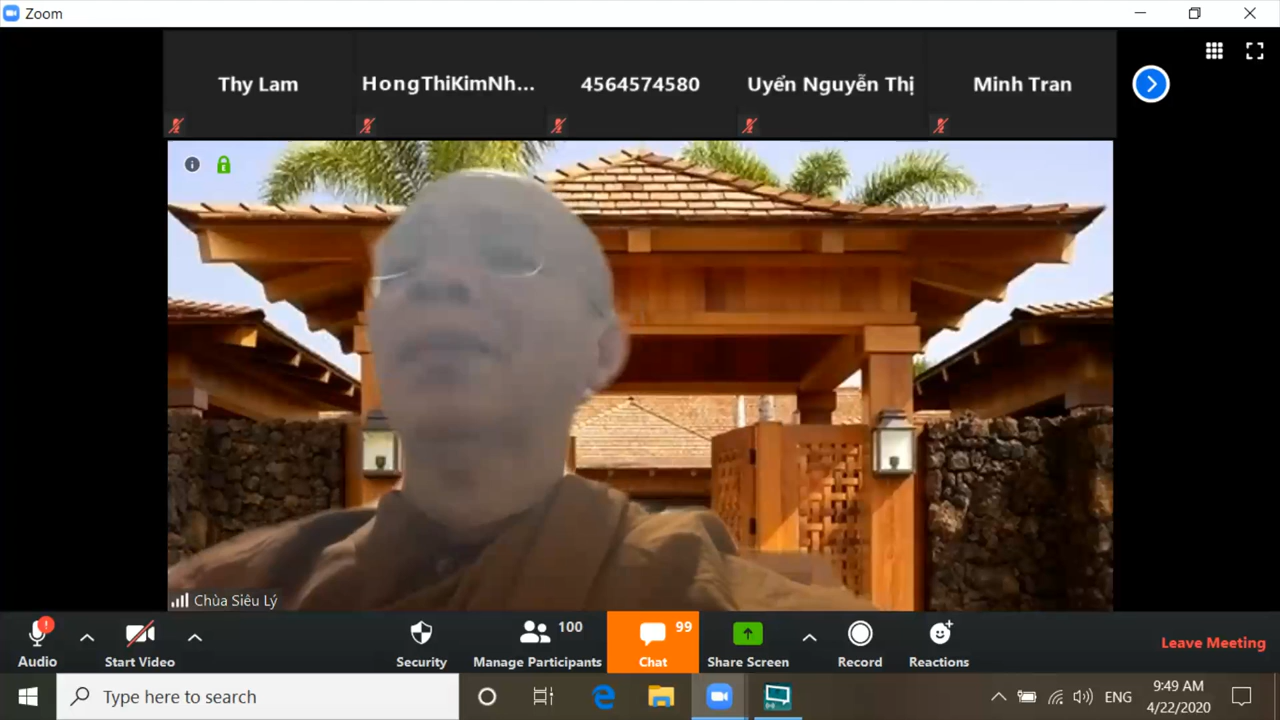 Zoom
Thy Lam
HongThiKimNh...
4564574580
Uyển Nguyễn Thị
Minh Tran
Chùa Siêu Lý
100
99
Audio
Start Video
Security
Manage Participants
Chat
Share Screen
Record
Reactions
Leave Meeting
Type here to search
ENG
9:49 AM
4/22/2020